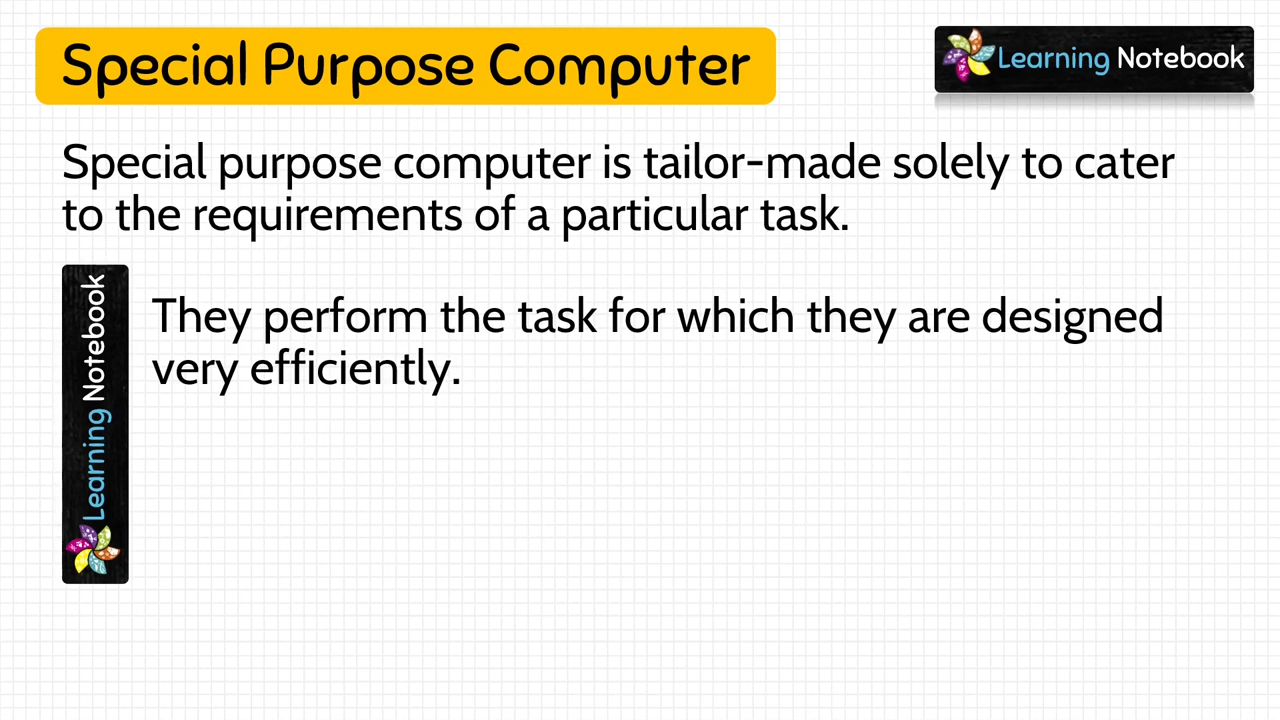 Special Purpose Computer
Learning Notebook
Special purpose computer is tailor-made solely to cater
to the requirements of a particular task.
Learning Notebook
They perform the task for which they are designed
very efficiently.